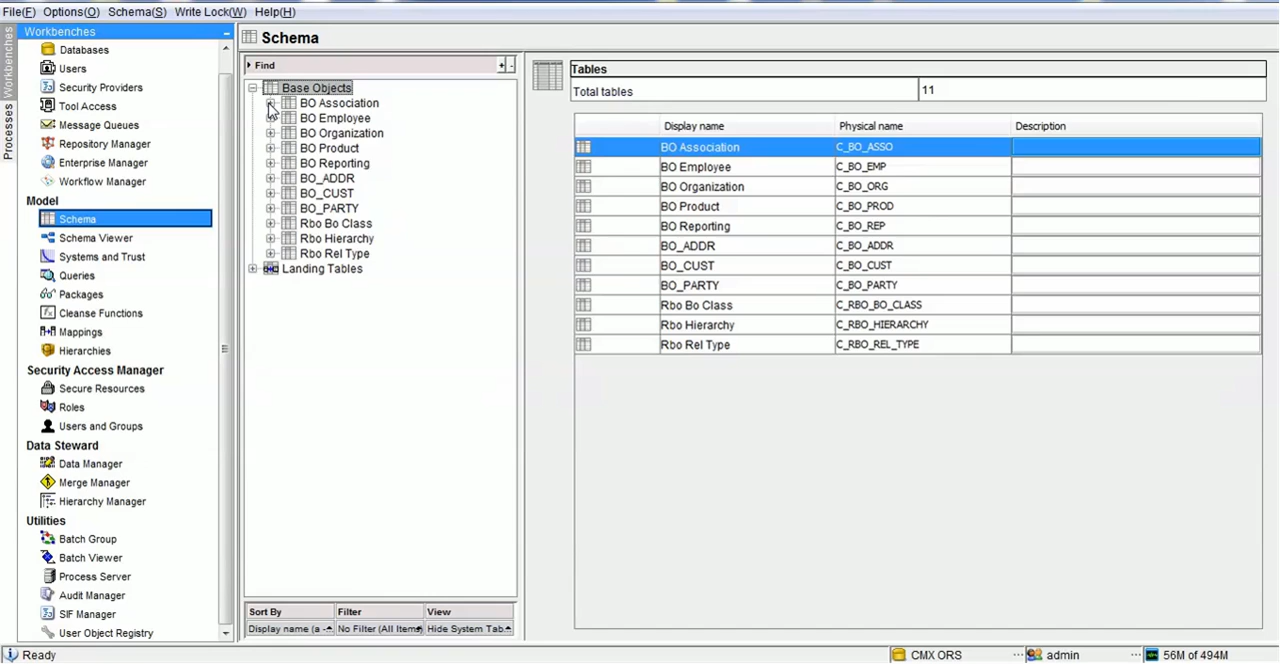 File(F) Options(O) Schema(S) Write Lock(W) Help(H)
Workbenches
Processes
Workbenches
Databases
Users
Security Providers
Tool Access
Message Queues
Repository Manager
Enterprise Manager
Workflow Manager
Model
Schema
Schema Viewer
Systems and Trust
Queries
Packages
Cleanse Functions
Mappings
Hierarchies
Security Access Manager
Secure Resources
Roles
Users and Groups
Data Steward
Data Manager
Merge Manager
Hierarchy Manager
Utilities
Batch Group
Batch Viewer
Process Server
Audit Manager
SIF Manager
User Object Registry
Schema
Find
Base Objects
BO Association
BO Employee
BO Organization
BO Product
BO Reporting
BO_ADDR
BO_CUST
BO_PARTY
Rbo Bo Class
Rbo Hierarchy
Rbo Rel Type
Landing Tables
Sort By Filter View
Display name (a - No Filter (All Items) Hide System Tab..
Tables
Total tables 11
Display name Physical name Description
BO Association C_BO_ASSO
BO Employee C_BO_EMP
BO Organization C_BO_ORG
BO Product C_BO_PROD
BO Reporting C_BO_REP
BO_ADDR C_BO_ADDR
BO_CUST C_BO_CUST
BO_PARTY C_BO_PARTY
Rbo Bo Class C_RBO_BO_CLASS
Rbo Hierarchy C_RBO_HIERARCHY
Rbo Rel Type C_RBO_REL_TYPE
Ready CMX ORS admin 56M of 494M